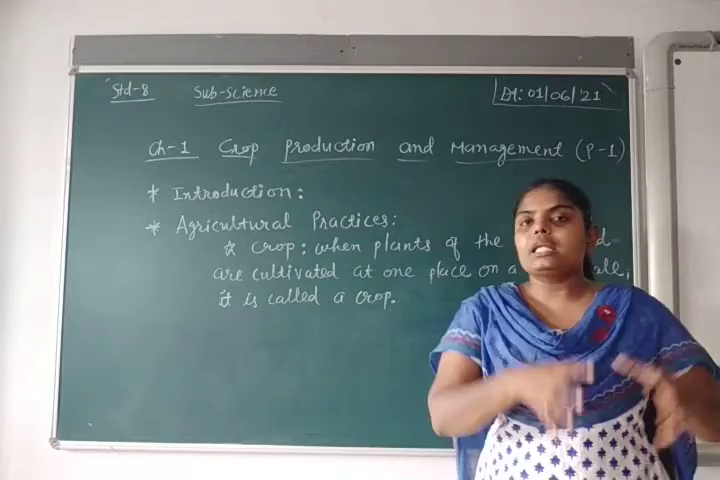 Std-8 Sub-science Dt: 01/06/'21
Ch-1 Crop production and Management (P-1)
* Introduction:
* Agricultural Practices:
* crop: when plants of the
are cultivated at one place on a
it is called a crop.